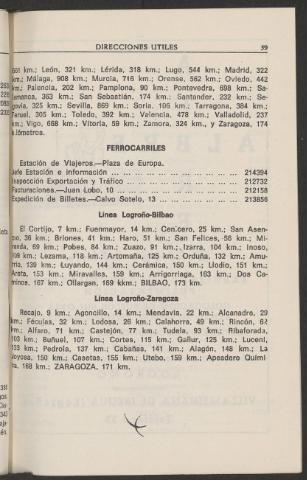 DIRECCIONES UTILES 39
661 km.; León, 321 km.; Lérida, 318 km.; Lugo, 544 km.; Madrid, 322
km.; Málaga, 908 km.; Murcia, 716 km.; Orense, 562 km.; Oviedo, 442
km.; Palencia, 202 km.; Pamplona, 90 km.; Pontevedra, 698 km.; Sa-
lamanca, 363 km.; San Sebastián, 174 km.; Santander, 232 km.; Se-
govia, 325 km.; Sevilla, 869 km.; Soria, 106 km.; Tarragona, 384 km.;
Teruel, 305 km.; Toledo, 392 km.; Valencia, 478 km.; Valladolid, 237
km.; Vigo, 668 km.; Vitoria, 59 km.; Zamora, 324 km., y Zaragoza, 174
kilómetros.
FERROCARRILES
Estación de Viajeros.—Plaza de Europa.
Jefe Estación e Información ... 214394
Inspección Exportación y Tráfico ... 212732
Facturaciones.—Juan Lobo, 10 ... 212158
Expedición de Billetes.—Calvo Sotelo, 13 ... 213856
Línea Logroño-Bilbao
El Cortijo, 7 km.; Fuenmayor, 14 km.; Cenicero, 25 km.; San Asen-
sio, 36 km.; Briones, 41 km.; Haro, 51 km.; San Felices, 56 km.; Mi-
randa, 69 km.; Pobes, 84 km.; Zuazo, 91 km.; Izarra, 104 km.; Inoso,
109 km.; Lezama, 118 km.; Artomaña, 125 km.; Orduña, 132 km.; Amu-
rrio, 139 km.; Luyando, 144 km.; Cerámica, 150 km.; Llodio, 151 km.;
Areta, 153 km.; Miravalles, 159 km.; Arrigorriaga, 163 km.; Dos Ca-
minos, 167 km.; Ollargan, 169 kkm.; BILBAO, 173 km.
Línea Logroño-Zaragoza
Recajo, 9 km.; Agoncillo, 14 km.; Mendavia, 22 km.; Alcanadre, 29
km.; Féculas, 32 km.; Lodosa, 26 km.; Calahorra, 49 km.; Rincón, 62
km.; Alfaro, 71 km.; Castejón, 77 km.; Tudela, 93 km.; Ribaforada,
103 km.; Buñuel, 107 km.; Cortes, 115 km.; Gallur, 125 km.; Luceni,
133 km.; Pedrola, 137 km.; Cabañas, 141 km.; Alagón, 148 km.; La
Joyosa, 150 km.; Casetas, 155 km.; Utebo, 159 km.; Apeadero Quími-
ca, 168 km.; ZARAGOZA, 171 km.